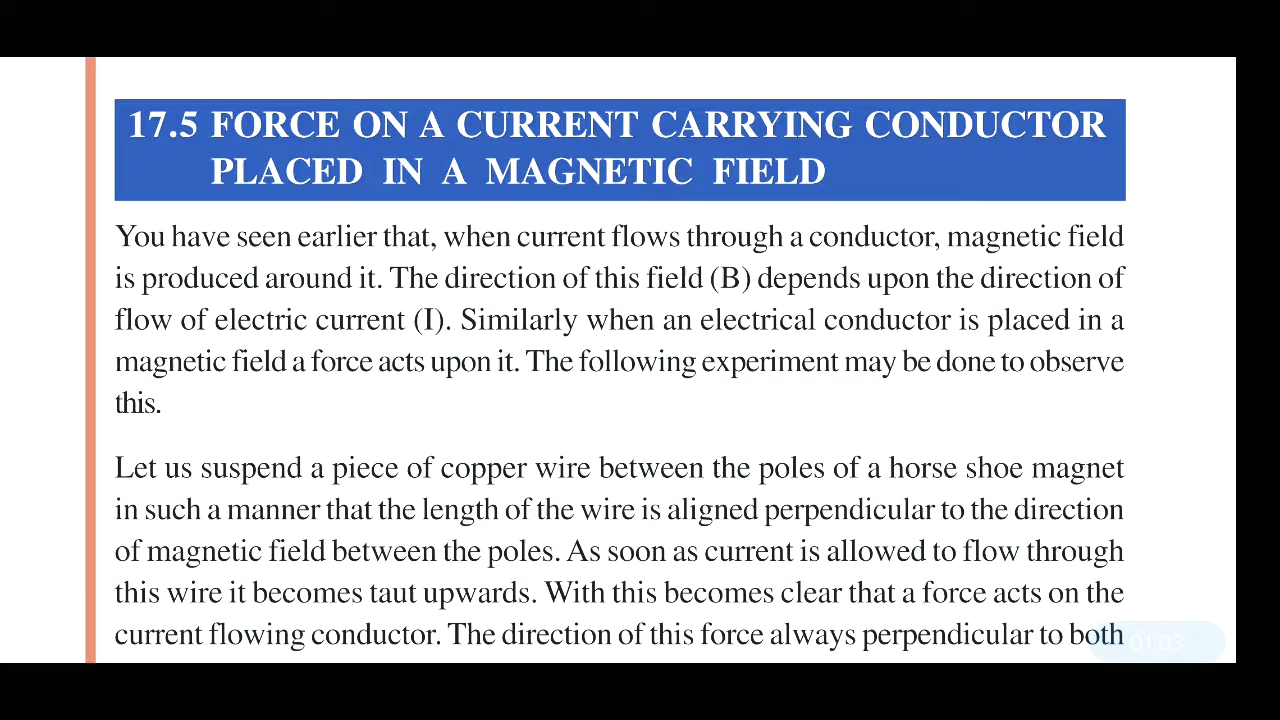 17.5 FORCE ON A CURRENT CARRYING CONDUCTOR
PLACED IN A MAGNETIC FIELD
You have seen earlier that, when current flows through a conductor, magnetic field
is produced around it. The direction of this field (B) depends upon the direction of
flow of electric current (I). Similarly when an electrical conductor is placed in a
magnetic field a force acts upon it. The following experiment may be done to observe
this.
Let us suspend a piece of copper wire between the poles of a horse shoe magnet
in such a manner that the length of the wire is aligned perpendicular to the direction
of magnetic field between the poles. As soon as current is allowed to flow through
this wire it becomes taut upwards. With this becomes clear that a force acts on the
current flowing conductor. The direction of this force always perpendicular to both
01:03